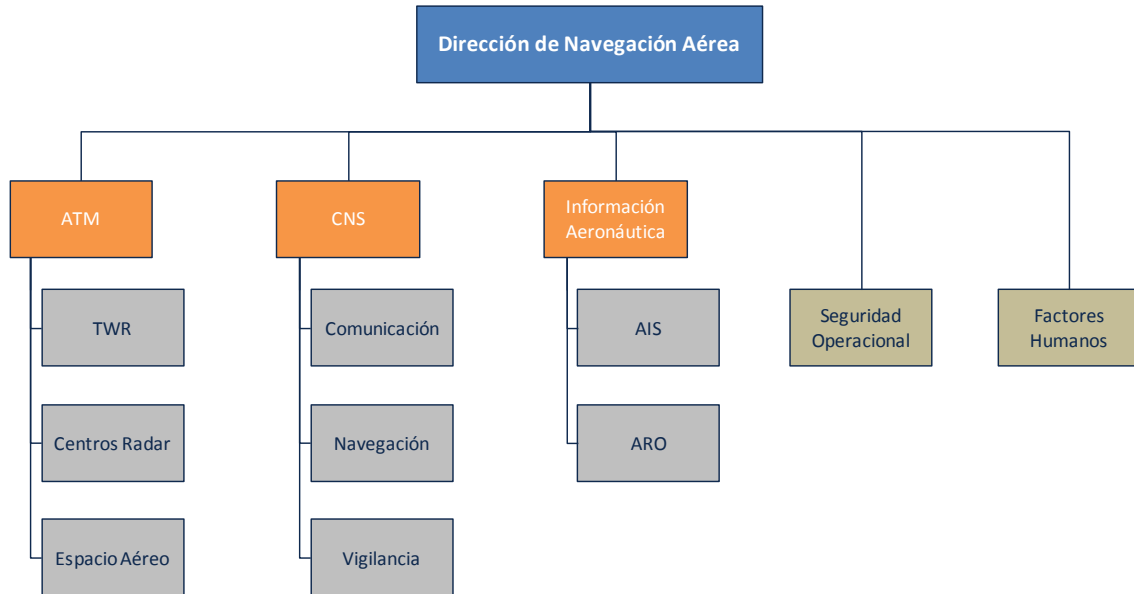 Dirección de Navegación Aérea
ATM
CNS
Información
Aeronáutica
TWR
Comunicación
AIS
Seguridad
Operacional
Factores
Humanos
Centros Radar
Navegación
ARO
Espacio Aéreo
Vigilancia